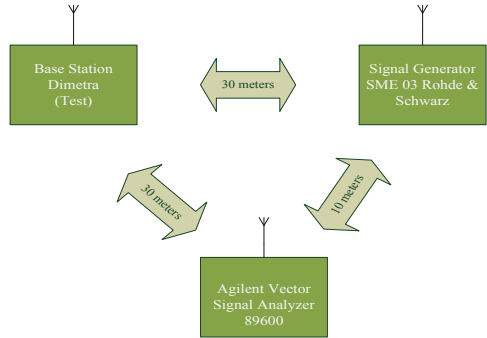 Base Station
Dimetra
(Test)
30 meters
Signal Generator
SME 03 Rohde &
Schwarz
30 meters
10 meters
Agilent Vector
Signal Analyzer
89600